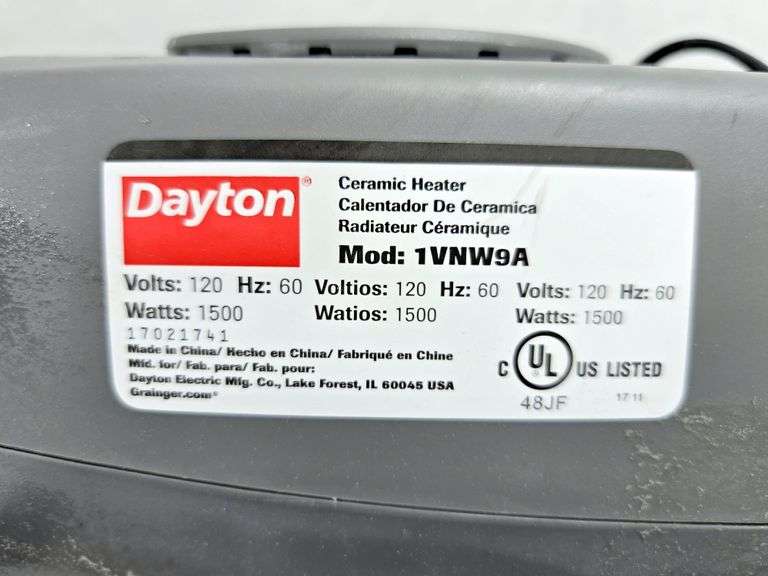 Dayton®
Ceramic Heater
Calentador De Ceramica
Radiateur Céramique
Mod: 1VNW9A
Volts: 120 Hz: 60 Voltios: 120 Hz: 60 Volts: 120 Hz: 60
Watts: 1500 Watios: 1500 Watts: 1500
17021741
Made in China/ Hecho en China/ Fabriqué en Chine
Mfd. for/ Fab. para/ Fab. pour:
Dayton Electric Mfg. Co., Lake Forest, IL 60045 USA
Grainger.com®
C UL US LISTED
48JF 1711